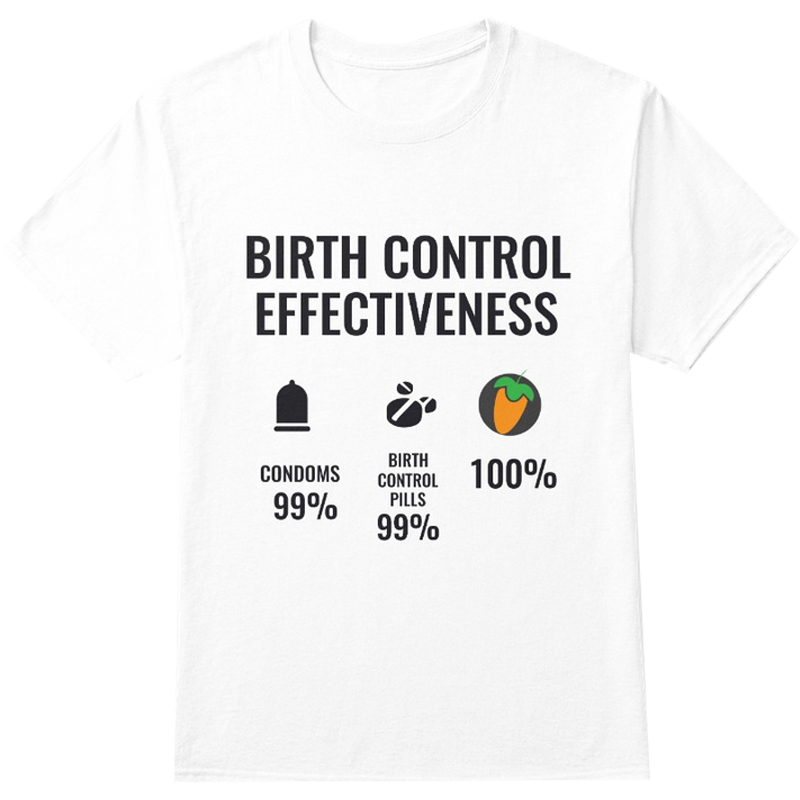 BIRTH CONTROL
EFFECTIVENESS
CONDOMS
99%
BIRTH
CONTROL
PILLS
99%
100%